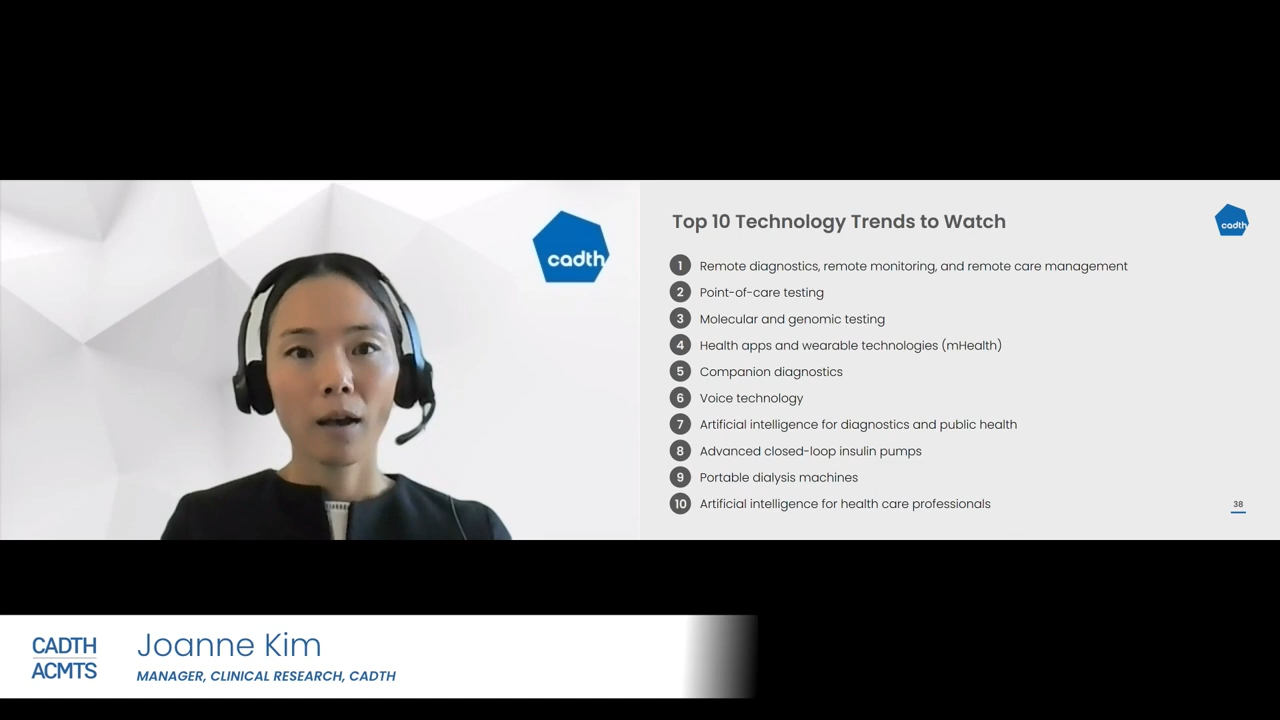 cadth
Top 10 Technology Trends to Watch
cadth
1 Remote diagnostics, remote monitoring, and remote care management
2 Point-of-care testing
3 Molecular and genomic testing
4 Health apps and wearable technologies (mHealth)
5 Companion diagnostics
6 Voice technology
7 Artificial intelligence for diagnostics and public health
8 Advanced closed-loop insulin pumps
9 Portable dialysis machines
10 Artificial intelligence for health care professionals
38
CADTH
ACMTS
Joanne Kim
MANAGER, CLINICAL RESEARCH, CADTH